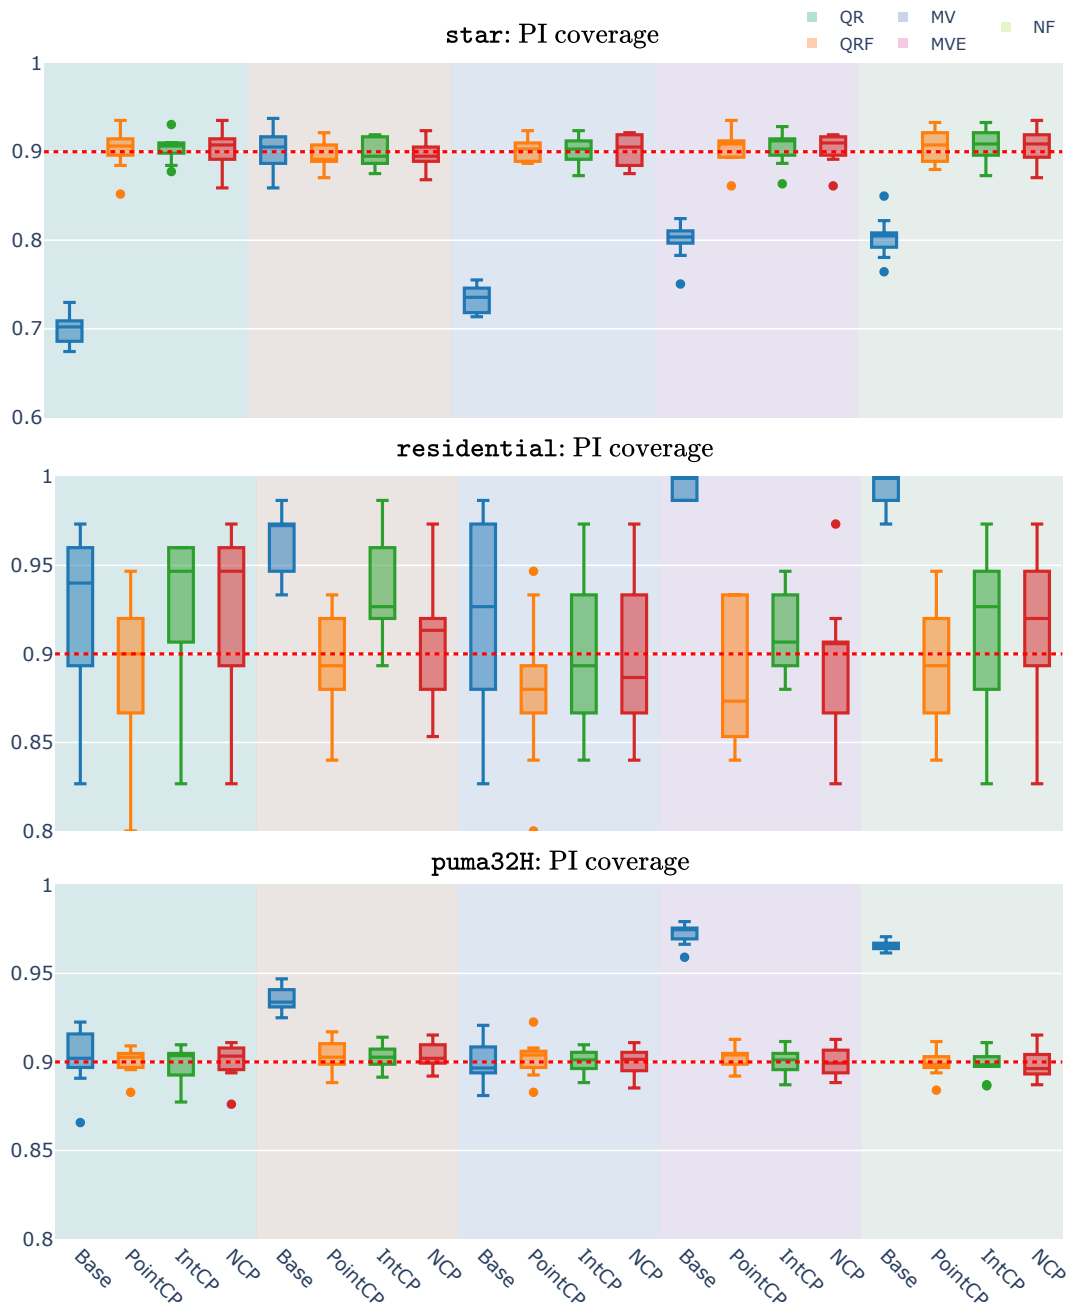 QR MV NF
QRF MVE
star: PI coverage
1
0.9
0.8
0.7
0.6
residential: PI coverage
1
0.95
0.9
0.85
0.8
puma32H: PI coverage
1
0.95
0.9
0.85
0.8
Base PointCP IntCP NCP Base PointCP IntCP NCP Base PointCP IntCP NCP Base PointCP IntCP NCP Base PointCP IntCP NCP